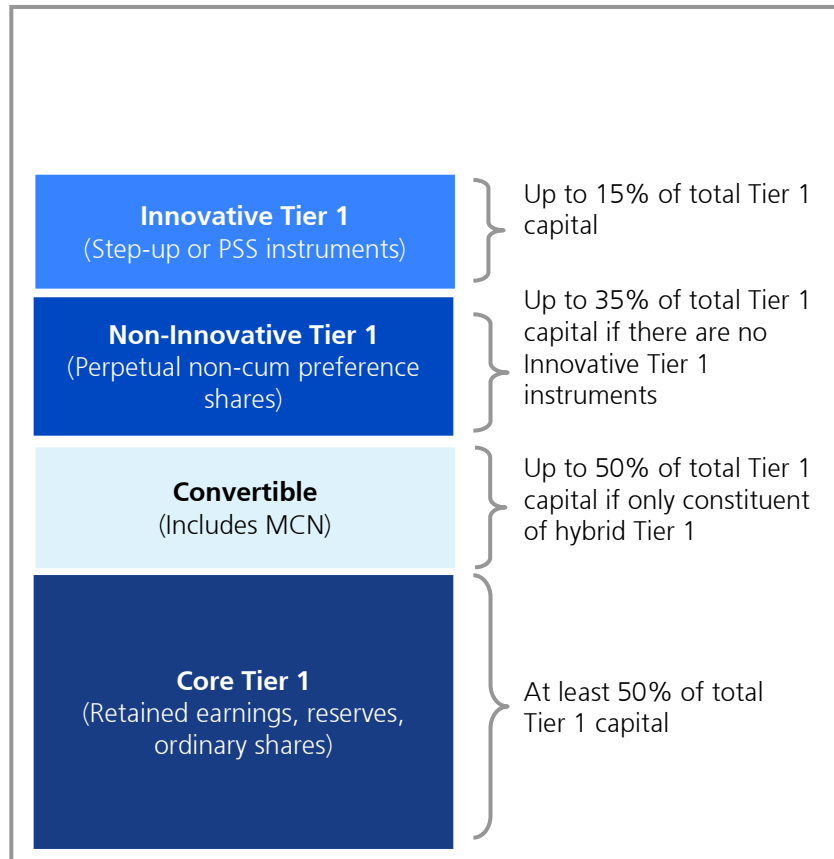 Innovative Tier 1
(Step-up or PSS instruments)
Up to 15% of total Tier 1
capital
Non-Innovative Tier 1
(Perpetual non-cum preference
shares)
Up to 35% of total Tier 1
capital if there are no
Innovative Tier 1
instruments
Convertible
(Includes MCN)
Up to 50% of total Tier 1
capital if only constituent
of hybrid Tier 1
Core Tier 1
(Retained earnings, reserves,
ordinary shares)
At least 50% of total
Tier 1 capital